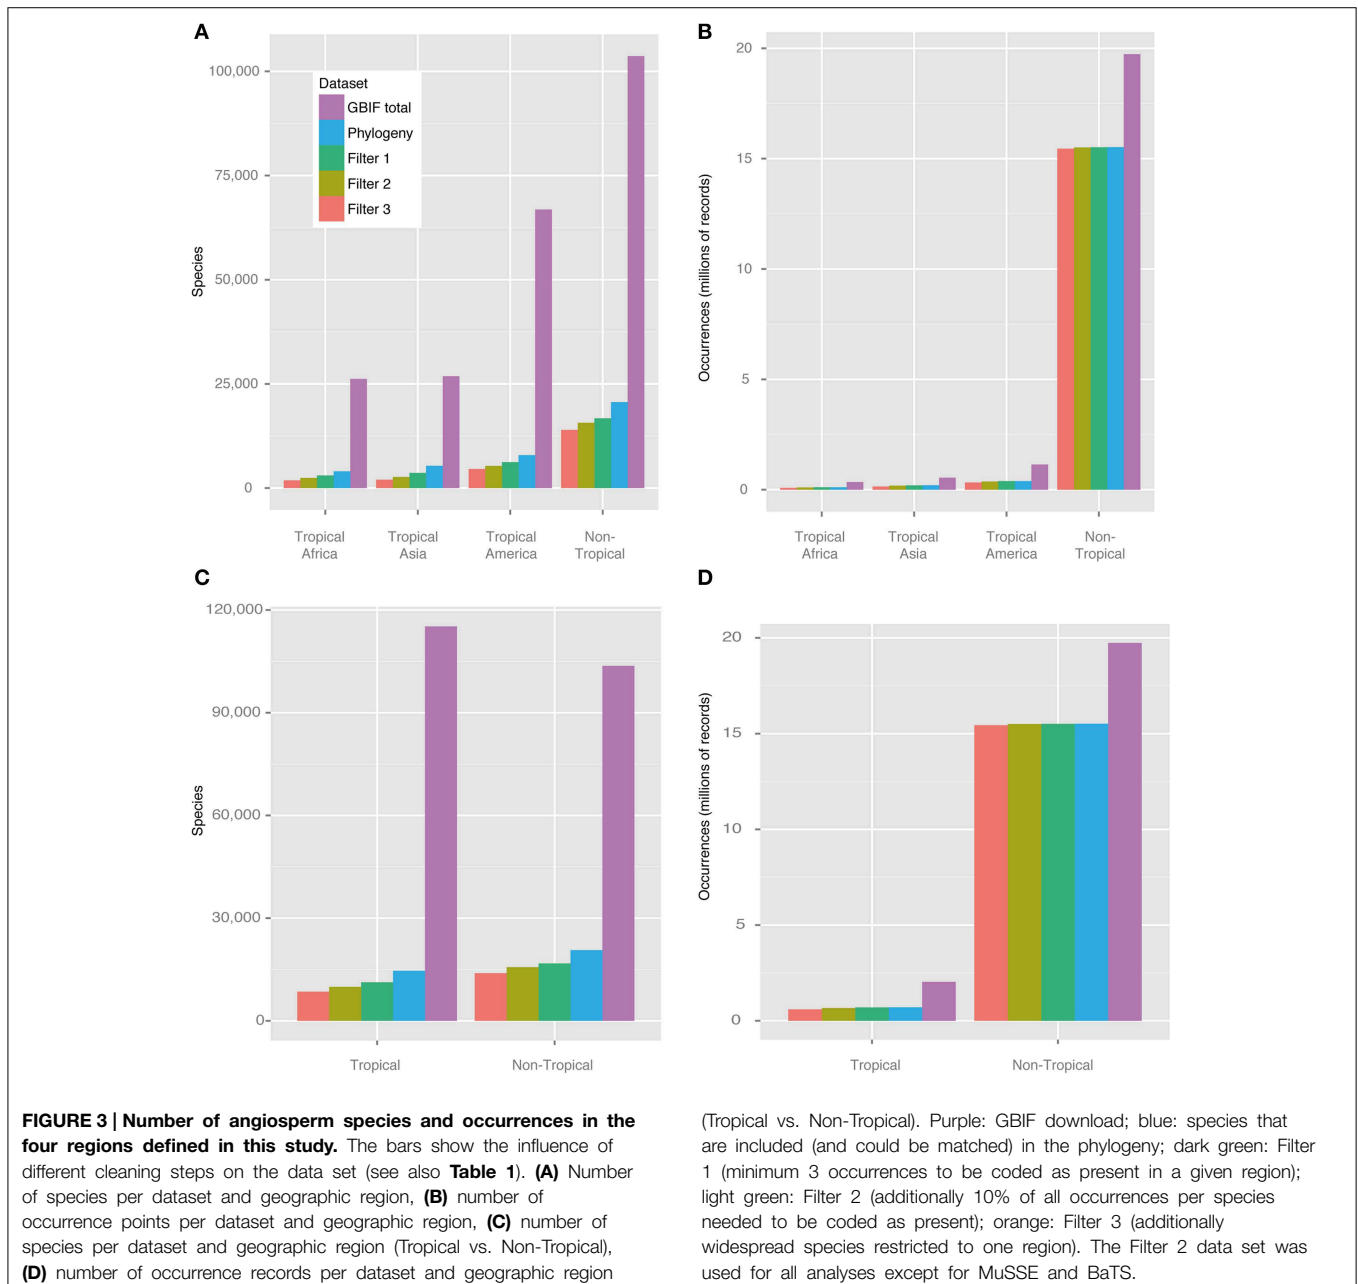 A
100,000
75,000
50,000
25,000
0
Species
Dataset
GBIF total
Phylogeny
Filter 1
Filter 2
Filter 3
Tropical
Africa
Tropical
Asia
Tropical
America
Non-
Tropical
B
20
15
10
5
0
Occurrences (millions of records)
Tropical
Africa
Tropical
Asia
Tropical
America
Non-
Tropical
C
120,000
90,000
60,000
30,000
0
Species
Tropical
Non-Tropical
D
20
15
10
5
0
Occurrences (millions of records)
Tropical
Non-Tropical
FIGURE 3 | Number of angiosperm species and occurrences in the
four regions defined in this study. The bars show the influence of
different cleaning steps on the data set (see also Table 1). (A) Number
of species per dataset and geographic region, (B) number of
occurrence points per dataset and geographic region, (C) number of
species per dataset and geographic region (Tropical vs. Non-Tropical),
(D) number of occurrence records per dataset and geographic region
(Tropical vs. Non-Tropical). Purple: GBIF download; blue: species that
are included (and could be matched) in the phylogeny; dark green: Filter
1 (minimum 3 occurrences to be coded as present in a given region);
light green: Filter 2 (additionally 10% of all occurrences per species
needed to be coded as present); orange: Filter 3 (additionally
widespread species restricted to one region). The Filter 2 data set was
used for all analyses except for MuSSE and BaTS.